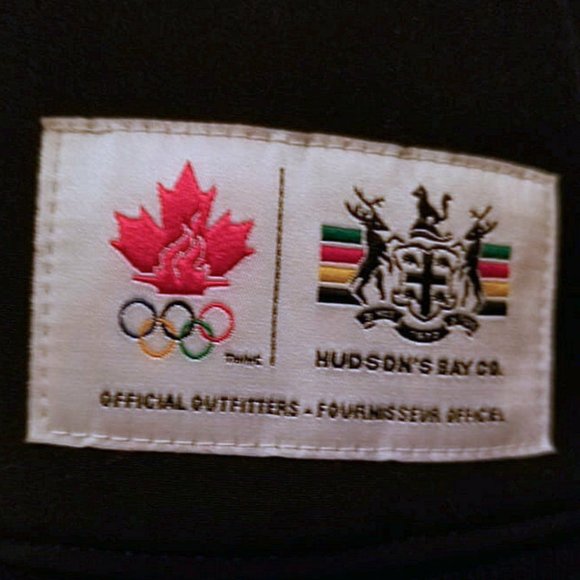 HUDSON'S BAY CO.
OFFICIAL OUTFITTERS - FOURNISSEUR OFFICIEL